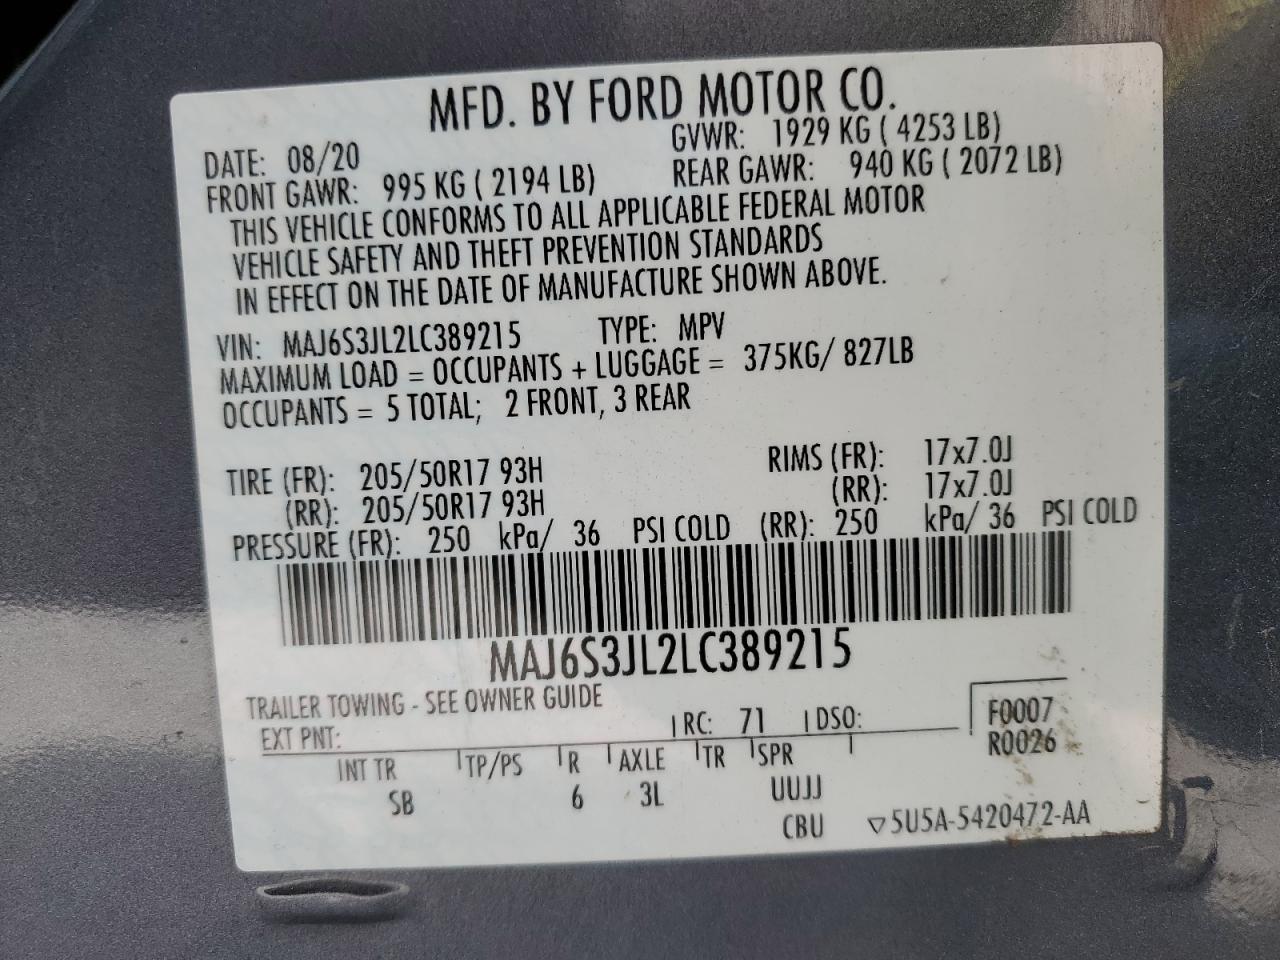 MFD. BY FORD MOTOR CO.
DATE: 08/20 GVWR: 1929 KG ( 4253 LB)
FRONT GAWR: 995 KG ( 2194 LB) REAR GAWR: 940 KG ( 2072 LB)
THIS VEHICLE CONFORMS TO ALL APPLICABLE FEDERAL MOTOR
VEHICLE SAFETY AND THEFT PREVENTION STANDARDS
IN EFFECT ON THE DATE OF MANUFACTURE SHOWN ABOVE.
VIN: MAJ6S3JL2LC389215 TYPE: MPV
MAXIMUM LOAD = OCCUPANTS + LUGGAGE = 375KG/ 827LB
OCCUPANTS = 5 TOTAL; 2 FRONT, 3 REAR
TIRE (FR): 205/50R17 93H RIMS (FR): 17x7.0J
(RR): 205/50R17 93H (RR): 17x7.0J
PRESSURE (FR): 250 kPa/ 36 PSI COLD (RR): 250 kPa/ 36 PSI COLD
MAJ6S3JL2LC389215
TRAILER TOWING - SEE OWNER GUIDE
EXT PNT: RC: 71 DSO: F0007
R0026
INT TR TP/PS R AXLE TR SPR
SB 6 3L UUJJ
CBU ▽5U5A-5420472-AA